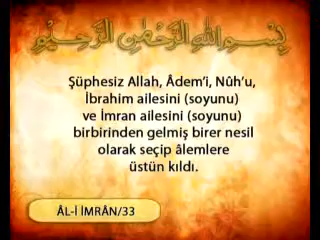 بِسْمِ اللهِ الرَّحْمٰنِ الرَّحِيمِ
Şüphesiz Allah, Âdem’i, Nûh’u,
İbrahim ailesini (soyunu)
ve İmran ailesini (soyunu)
birbirinden gelmiş birer nesil
olarak seçip âlemlere
üstün kıldı.
ÂL-İ İMRÂN/33